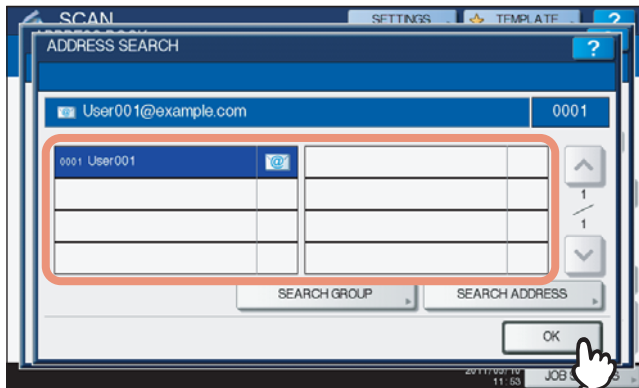 SCAN
SETTINGS
TEMPLATE
?
ADDRESS SEARCH
?
User001@example.com
0001
0001 User001
@
1
1
SEARCH GROUP
SEARCH ADDRESS
OK
11:53
JOB